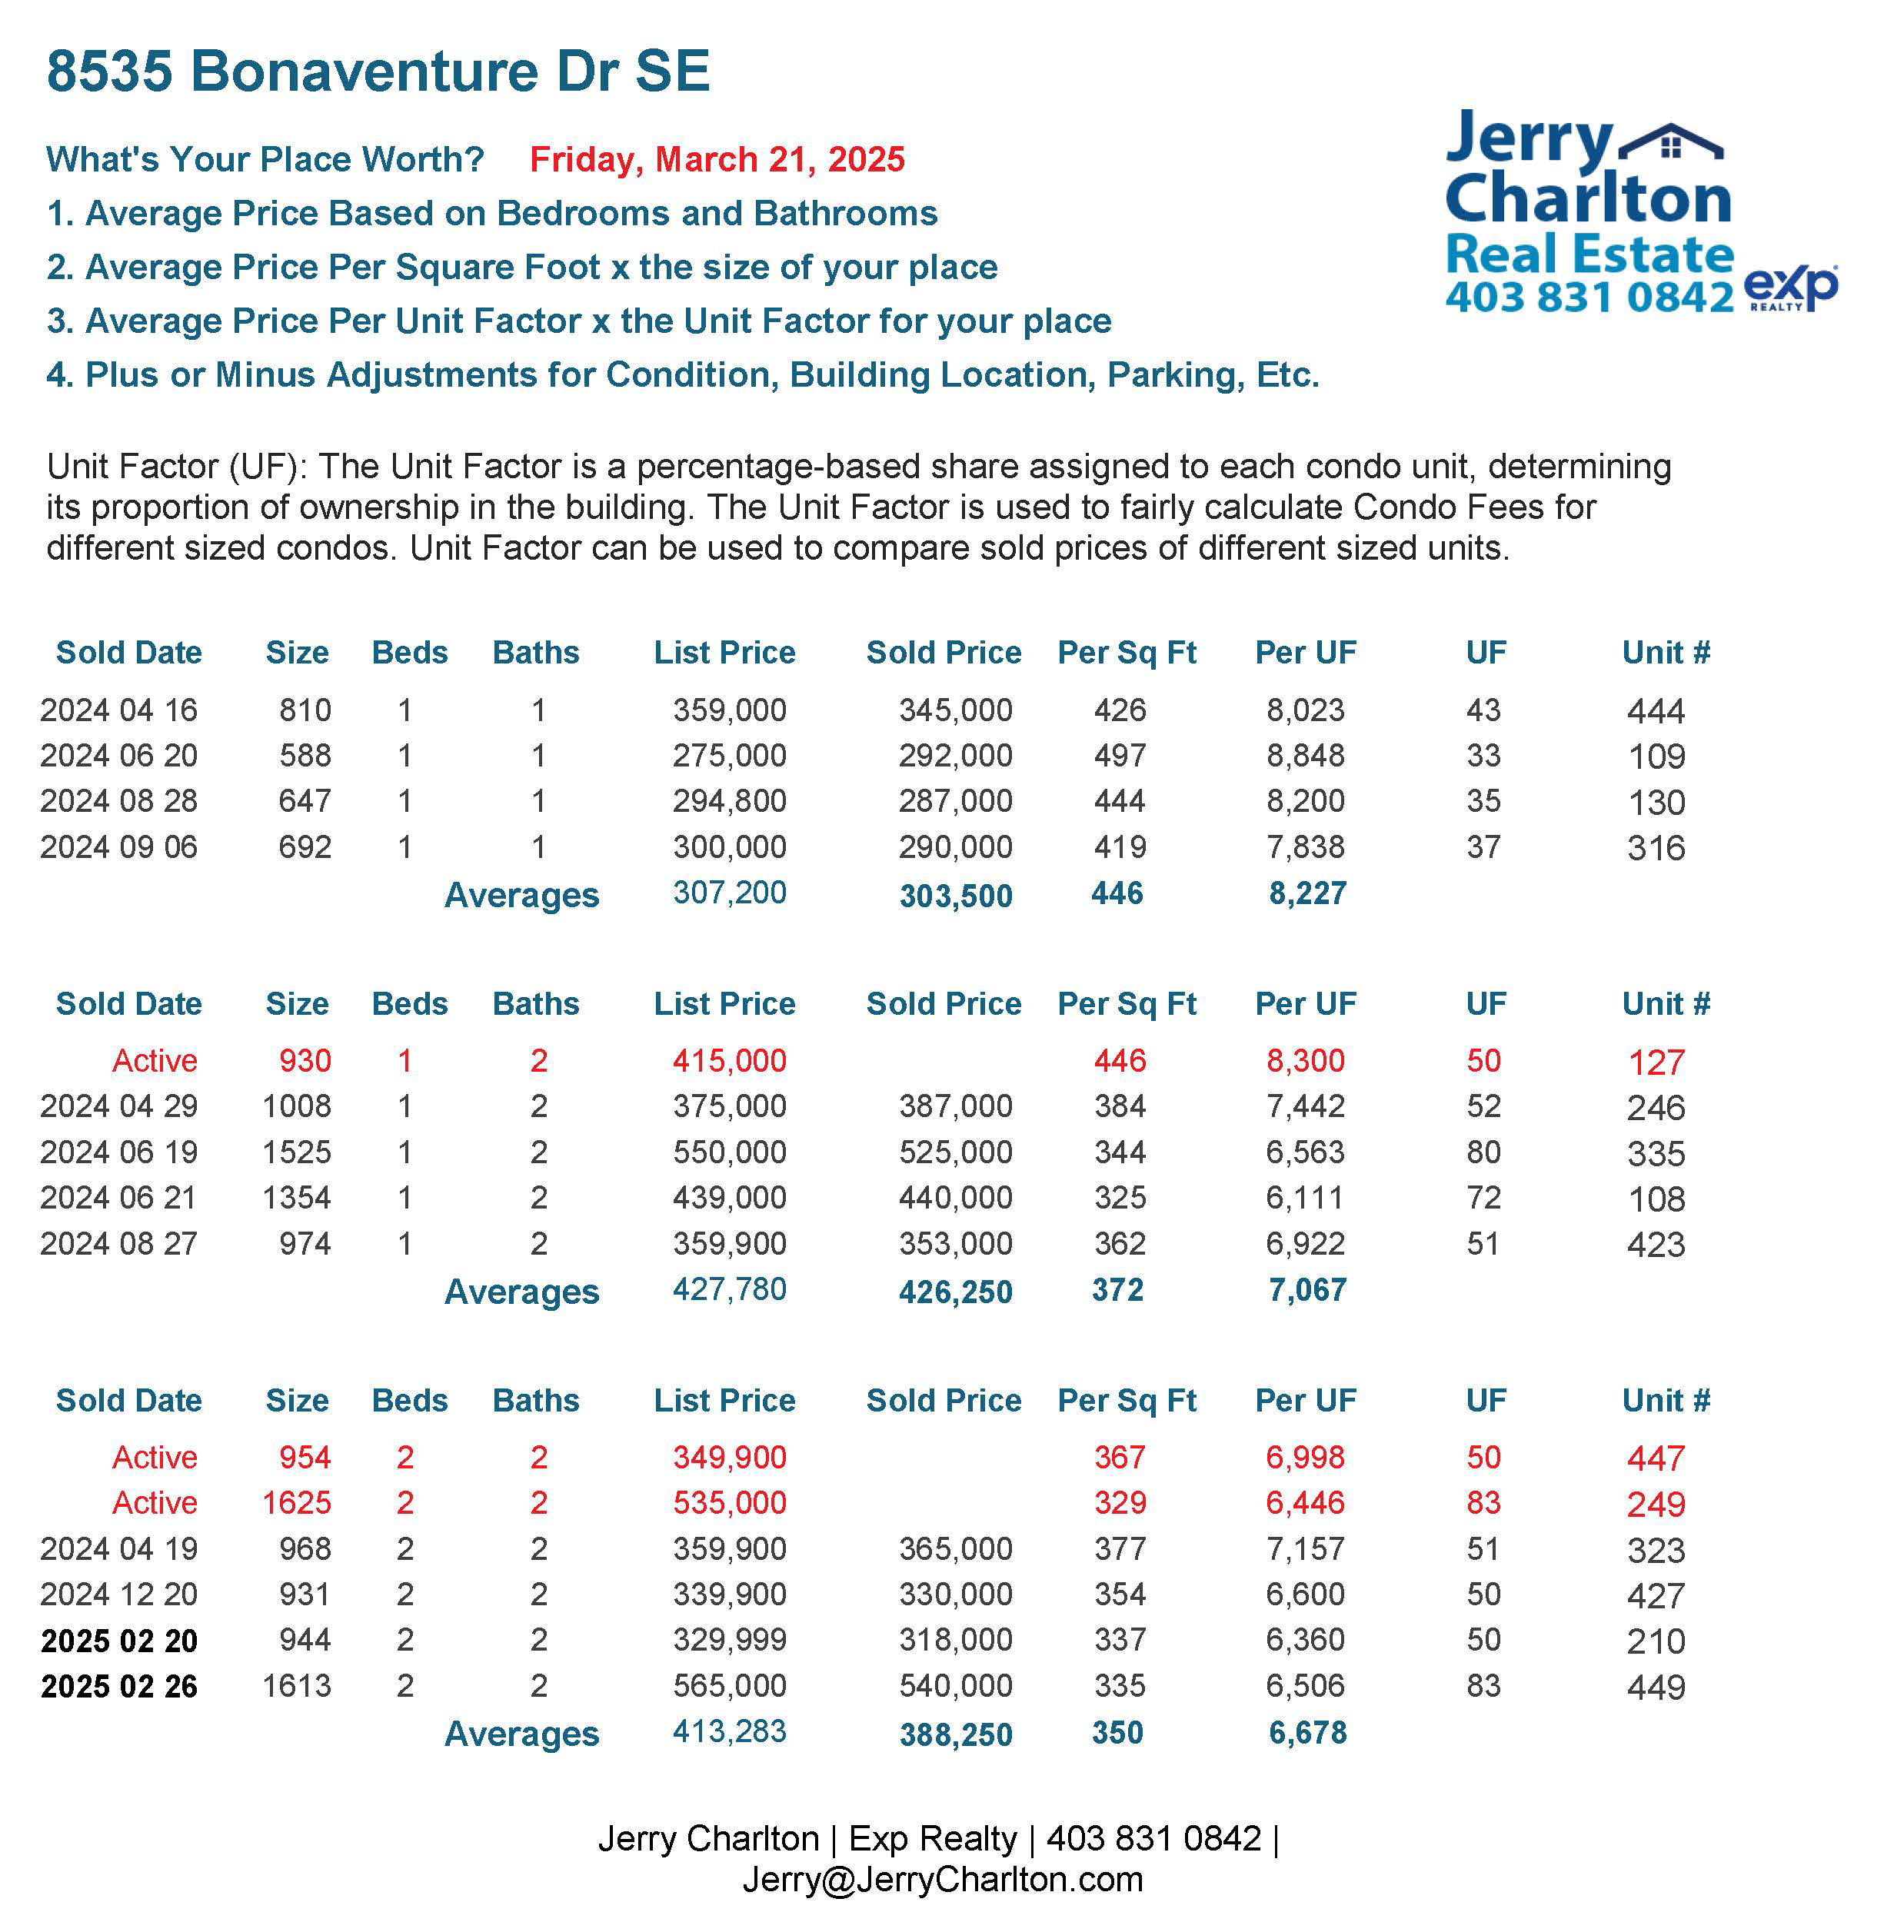 8535 Bonaventure Dr SE
What's Your Place Worth? Friday, March 21, 2025
1. Average Price Based on Bedrooms and Bathrooms
2. Average Price Per Square Foot x the size of your place
3. Average Price Per Unit Factor x the Unit Factor for your place
4. Plus or Minus Adjustments for Condition, Building Location, Parking, Etc.
Jerry
Charlton
Real Estate
403 831 0842
eXp
REALTY
Unit Factor (UF): The Unit Factor is a percentage-based share assigned to each condo unit, determining
its proportion of ownership in the building. The Unit Factor is used to fairly calculate Condo Fees for
different sized condos. Unit Factor can be used to compare sold prices of different sized units.
Sold Date Size Beds Baths List Price Sold Price Per Sq Ft Per UF UF Unit #
2024 04 16 810 1 1 359,000 345,000 426 8,023 43 444
2024 06 20 588 1 1 275,000 292,000 497 8,848 33 109
2024 08 28 647 1 1 294,800 287,000 444 8,200 35 130
2024 09 06 692 1 1 300,000 290,000 419 7,838 37 316
Averages 307,200 303,500 446 8,227
Sold Date Size Beds Baths List Price Sold Price Per Sq Ft Per UF UF Unit #
Active 930 1 2 415,000 446 8,300 50 127
2024 04 29 1008 1 2 375,000 387,000 384 7,442 52 246
2024 06 19 1525 1 2 550,000 525,000 344 6,563 80 335
2024 06 21 1354 1 2 439,000 440,000 325 6,111 72 108
2024 08 27 974 1 2 359,900 353,000 362 6,922 51 423
Averages 427,780 426,250 372 7,067
Sold Date Size Beds Baths List Price Sold Price Per Sq Ft Per UF UF Unit #
Active 954 2 2 349,900 367 6,998 50 447
Active 1625 2 2 535,000 329 6,446 83 249
2024 04 19 968 2 2 359,900 365,000 377 7,157 51 323
2024 12 20 931 2 2 339,900 330,000 354 6,600 50 427
2025 02 20 944 2 2 329,999 318,000 337 6,360 50 210
2025 02 26 1613 2 2 565,000 540,000 335 6,506 83 449
Averages 413,283 388,250 350 6,678
Jerry Charlton | Exp Realty | 403 831 0842 |
Jerry@JerryCharlton.com